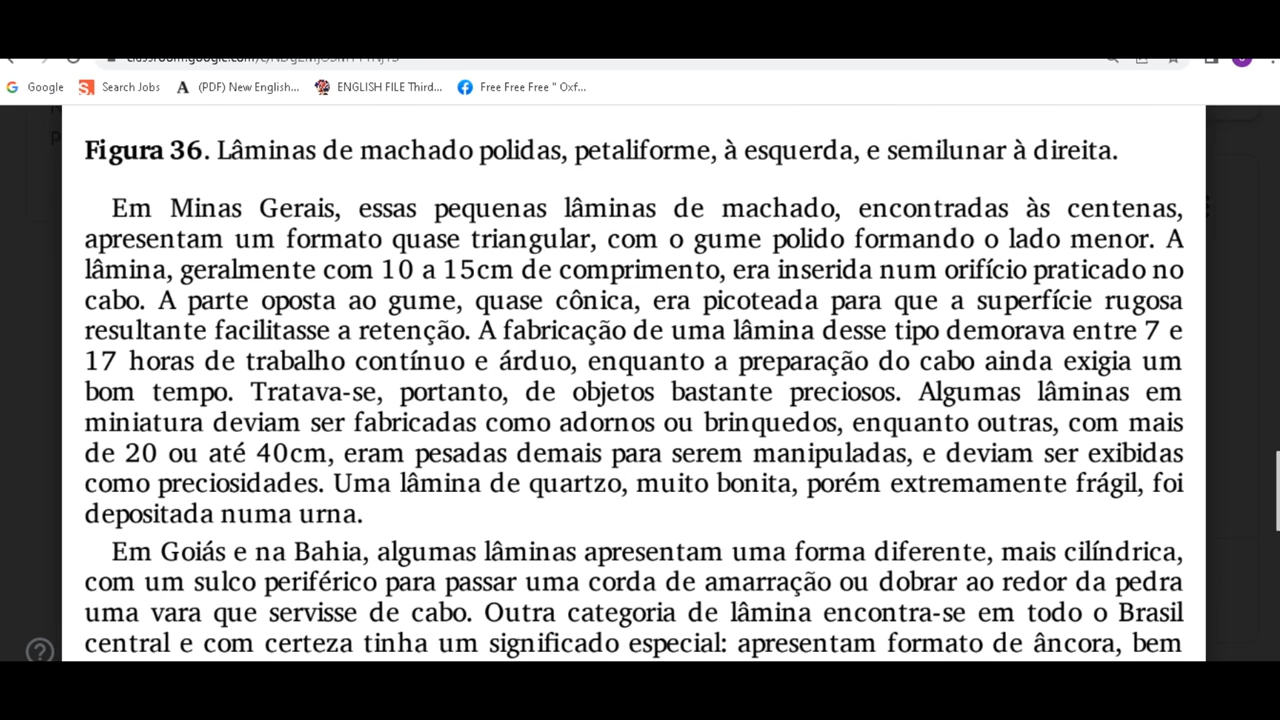 Google
Search Jobs
(PDF) New English...
ENGLISH FILE Third...
Free Free Free " Oxf...
Figura 36. Lâminas de machado polidas, petaliforme, à esquerda, e semilunar à direita.
Em Minas Gerais, essas pequenas lâminas de machado, encontradas às centenas,
apresentam um formato quase triangular, com o gume polido formando o lado menor. A
lâmina, geralmente com 10 a 15cm de comprimento, era inserida num orifício praticado no
cabo. A parte oposta ao gume, quase cônica, era picoteada para que a superfície rugosa
resultante facilitasse a retenção. A fabricação de uma lâmina desse tipo demorava entre 7 e
17 horas de trabalho contínuo e árduo, enquanto a preparação do cabo ainda exigia um
bom tempo. Tratava-se, portanto, de objetos bastante preciosos. Algumas lâminas em
miniatura deviam ser fabricadas como adornos ou brinquedos, enquanto outras, com mais
de 20 ou até 40cm, eram pesadas demais para serem manipuladas, e deviam ser exibidas
como preciosidades. Uma lâmina de quartzo, muito bonita, porém extremamente frágil, foi
depositada numa urna.
Em Goiás e na Bahia, algumas lâminas apresentam uma forma diferente, mais cilíndrica,
com um sulco periférico para passar uma corda de amarração ou dobrar ao redor da pedra
uma vara que servisse de cabo. Outra categoria de lâmina encontra-se em todo o Brasil
central e com certeza tinha um significado especial: apresentam formato de âncora, bem